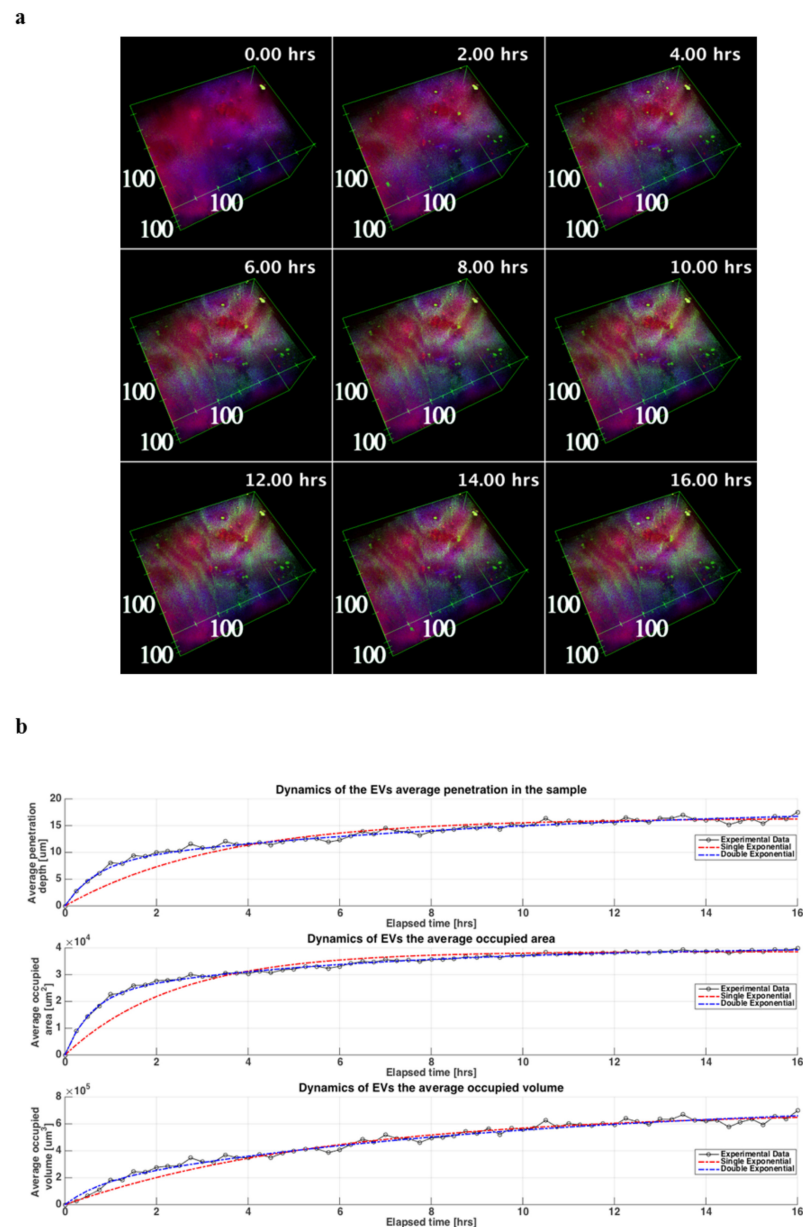 a
0.00 hrs
2.00 hrs
4.00 hrs
100
100
100
100
100
100
100
100
100
6.00 hrs
8.00 hrs
10.00 hrs
100
100
100
100
100
100
100
100
100
12.00 hrs
14.00 hrs
16.00 hrs
100
100
100
100
100
100
100
100
100
b
Dynamics of the EVs average penetration in the sample
Average penetration
depth [um]
20
15
10
5
0
Experimental Data
Single Exponential
Double Exponential
0 2 4 6 8 10 12 14 16
Elapsed time [hrs]
Dynamics of EVs the average occupied area
×10⁴
Average occupied
area [um²]
4
3
2
1
0
Experimental Data
Single Exponential
Double Exponential
0 2 4 6 8 10 12 14 16
Elapsed time [hrs]
Dynamics of EVs the average occupied volume
×10⁵
Average occupied
volume [um³]
8
6
4
2
0
Experimental Data
Single Exponential
Double Exponential
0 2 4 6 8 10 12 14 16
Elapsed time [hrs]